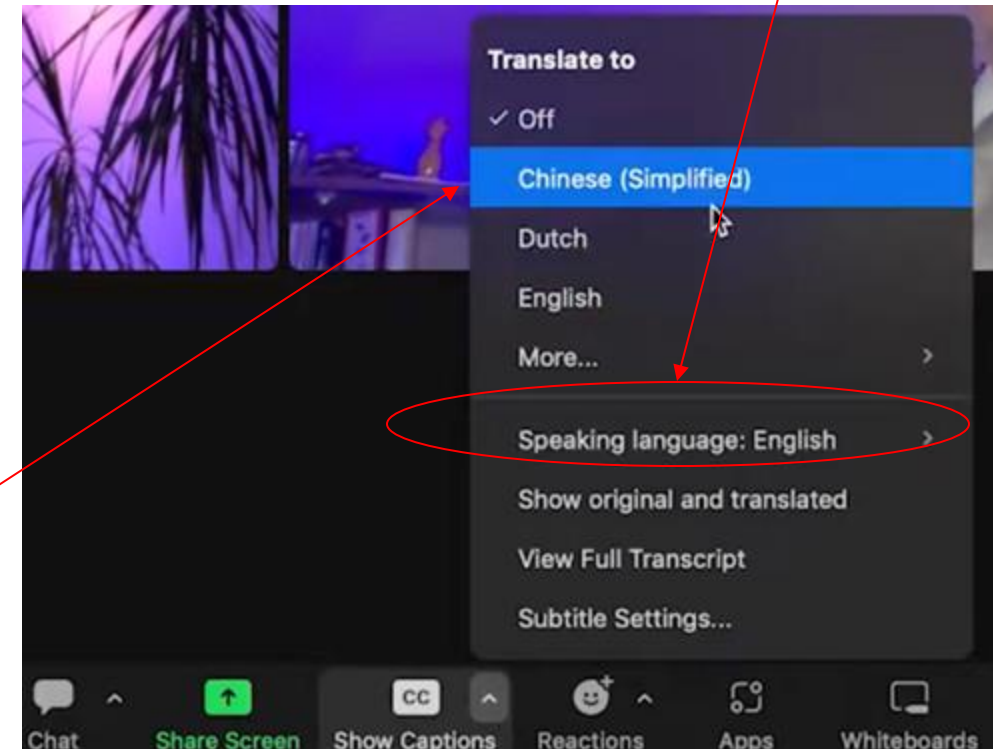 Translate to
✓ Off
Chinese (Simplified)
Dutch
English
More...
Speaking language: English
Show original and translated
View Full Transcript
Subtitle Settings...
CC
Chat Share Screen Show Captions Reactions Apps Whiteboards